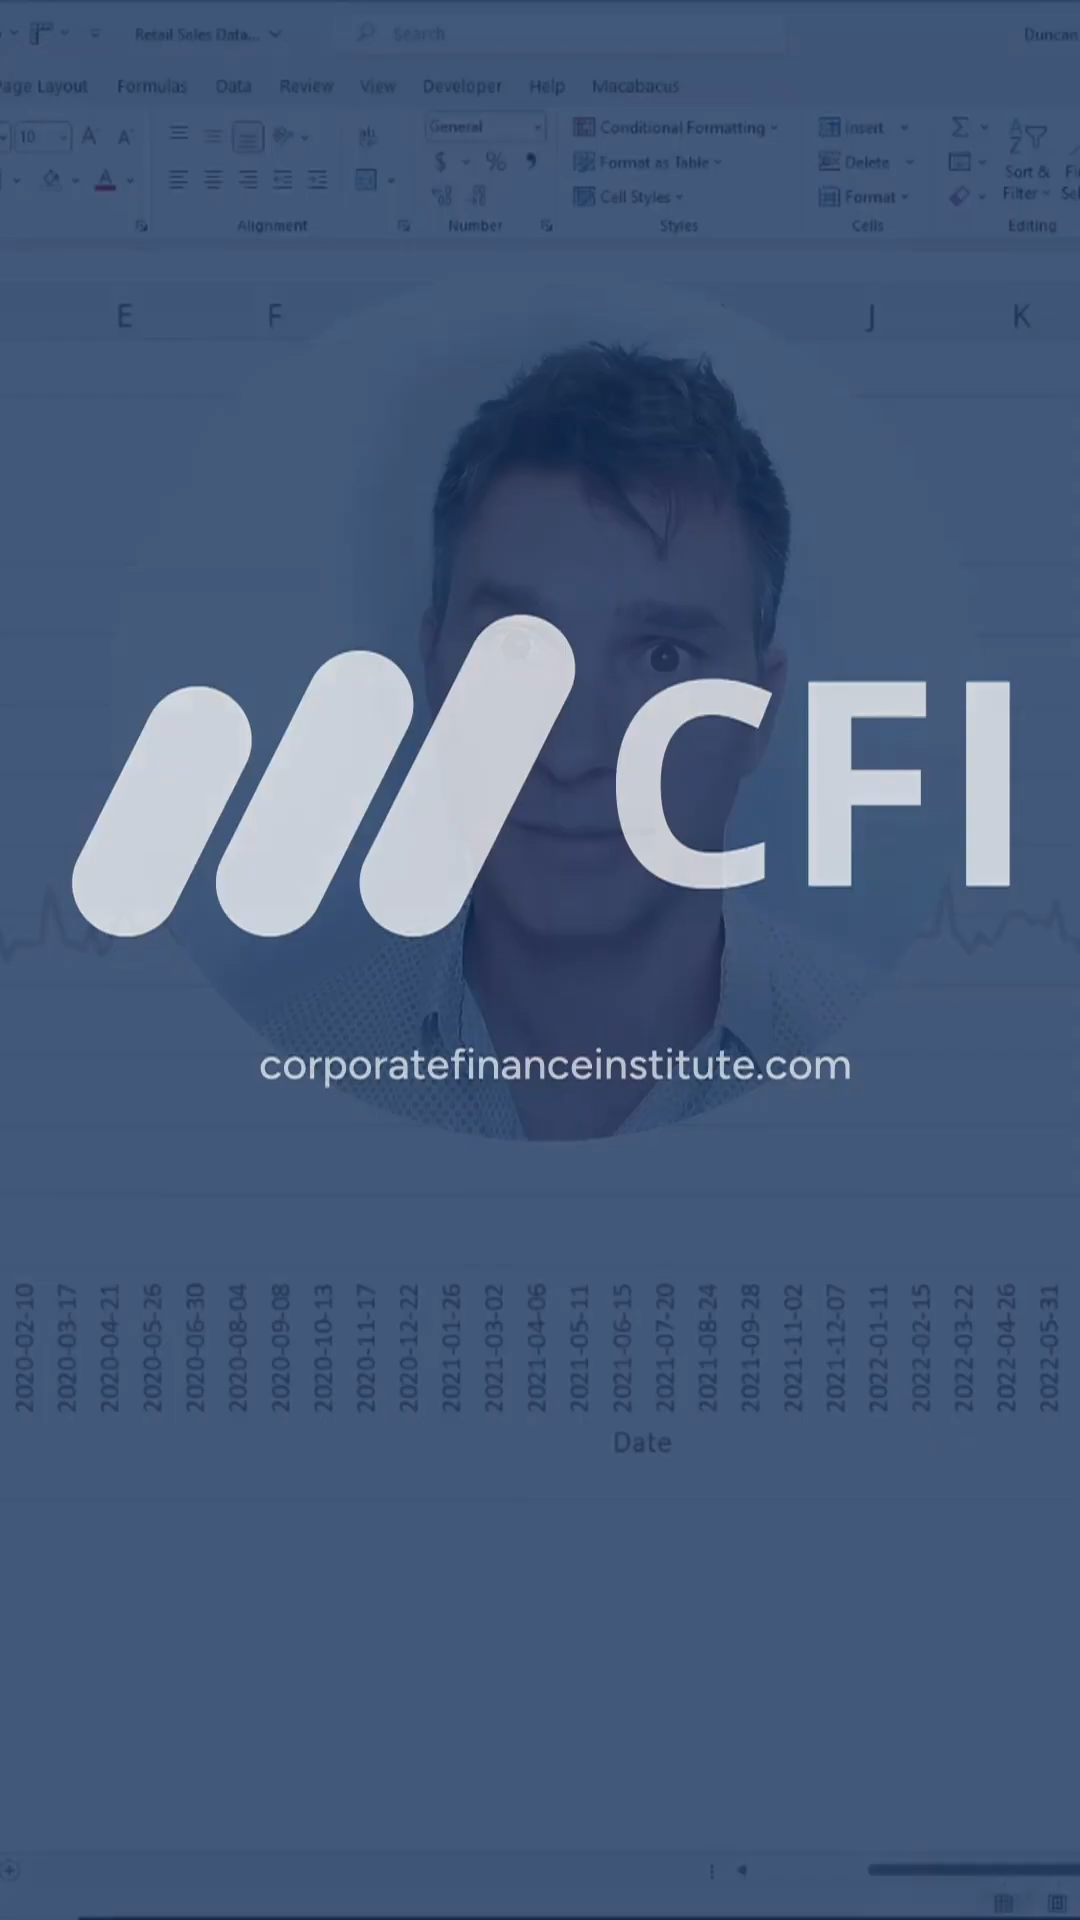 Retail Sales Data...
Search
Duncan
Page Layout Formulas Data Review View Developer Help Macabacus
10 A A General Conditional Formatting Insert
$ % Format as Table Delete Sort &
A Cell Styles Format Filter
Alignment Number Styles Cells Editing
E F J K
CFI
corporatefinanceinstitute.com
2020-02-10
2020-03-17
2020-04-21
2020-05-26
2020-06-30
2020-08-04
2020-09-08
2020-10-13
2020-11-17
2020-12-22
2021-01-26
2021-03-02
2021-04-06
2021-05-11
2021-06-15
2021-07-20
2021-08-24
2021-09-28
2021-11-02
2021-12-07
2022-01-11
2022-02-15
2022-03-22
2022-04-26
2022-05-31
Date